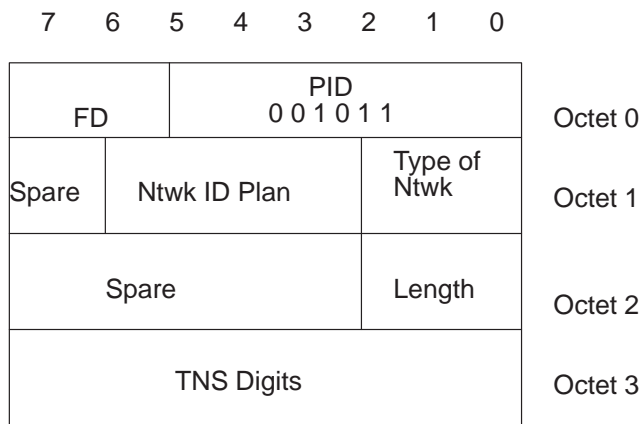 7 6 5 4 3 2 1 0
PID
FD 0 0 1 0 1 1 Octet 0
Type of
Spare Ntwk ID Plan Ntwk Octet 1
Spare Length Octet 2
TNS Digits Octet 3